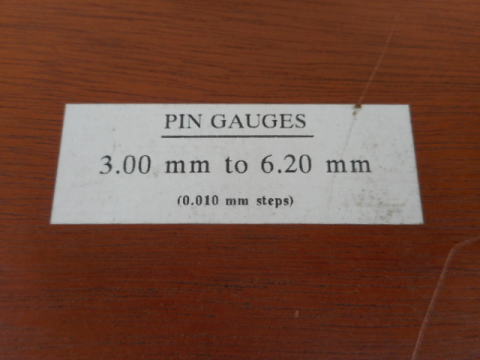 PIN GAUGES
3.00 mm to 6.20 mm
(0.010 mm steps)